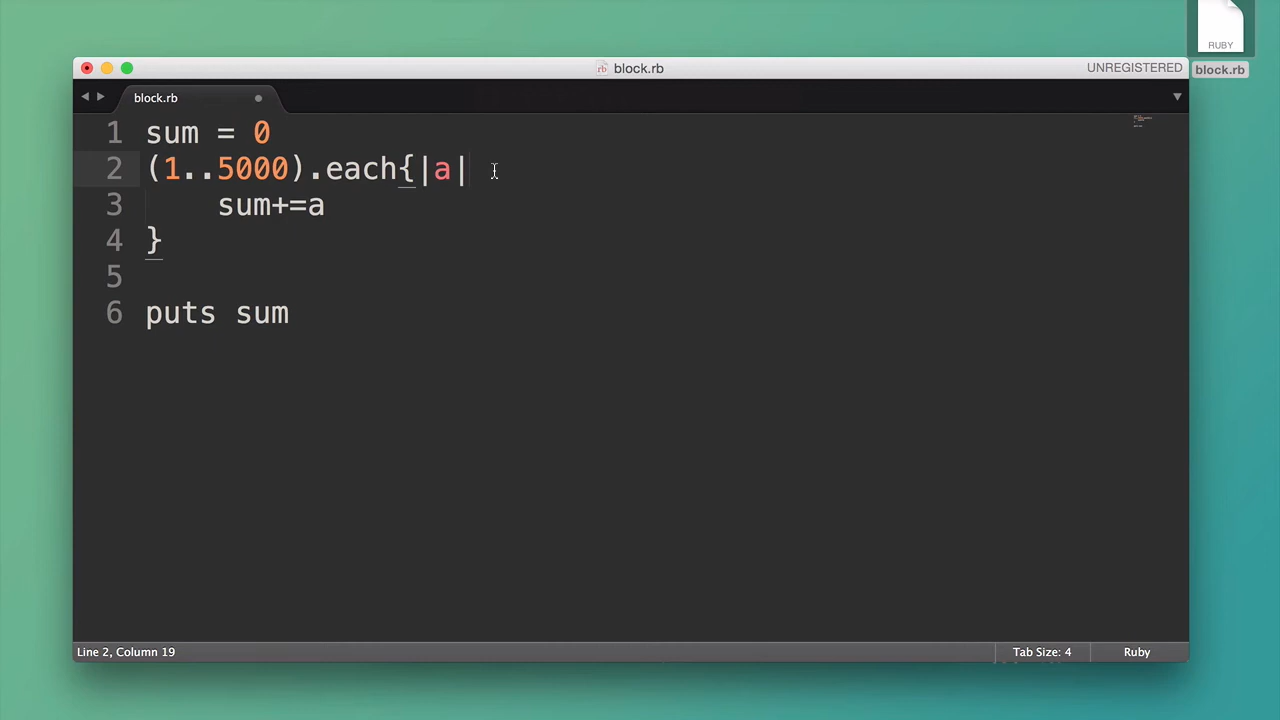 RUBY
block.rb
block.rb
UNREGISTERED
block.rb
1 sum = 0
2 (1..5000).each{|a|
3     sum+=a
4 }
5
6 puts sum
Line 2, Column 19
Tab Size: 4
Ruby